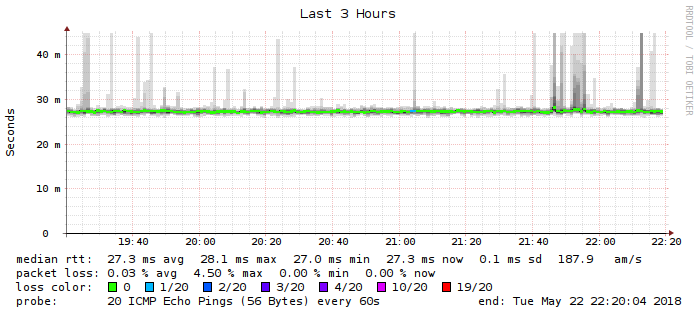 Last 3 Hours
RRDTOOL / TOBI OETIKER
Seconds
40 m
30 m
20 m
10 m
0
19:40 20:00 20:20 20:40 21:00 21:20 21:40 22:00 22:20
median rtt: 27.3 ms avg 28.1 ms max 27.0 ms min 27.3 ms now 0.1 ms sd 187.9 am/s
packet loss: 0.03 % avg 4.50 % max 0.00 % min 0.00 % now
loss color: 0 1/20 2/20 3/20 4/20 10/20 19/20
probe: 20 ICMP Echo Pings (56 Bytes) every 60s end: Tue May 22 22:20:04 2018